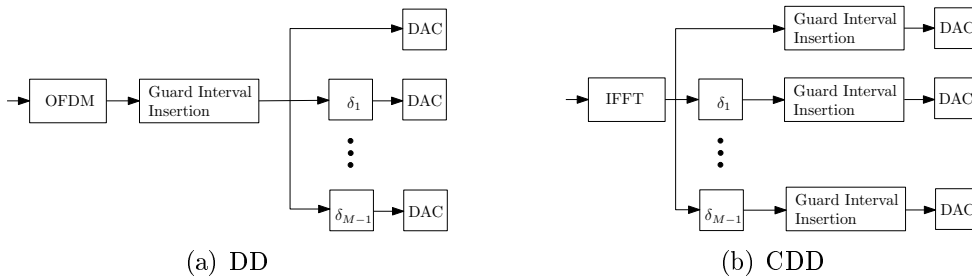 DAC
OFDM
Guard Interval
Insertion
δ1
DAC
δM−1
DAC
(a) DD
Guard Interval
Insertion
DAC
IFFT
δ1
Guard Interval
Insertion
DAC
δM−1
Guard Interval
Insertion
DAC
(b) CDD